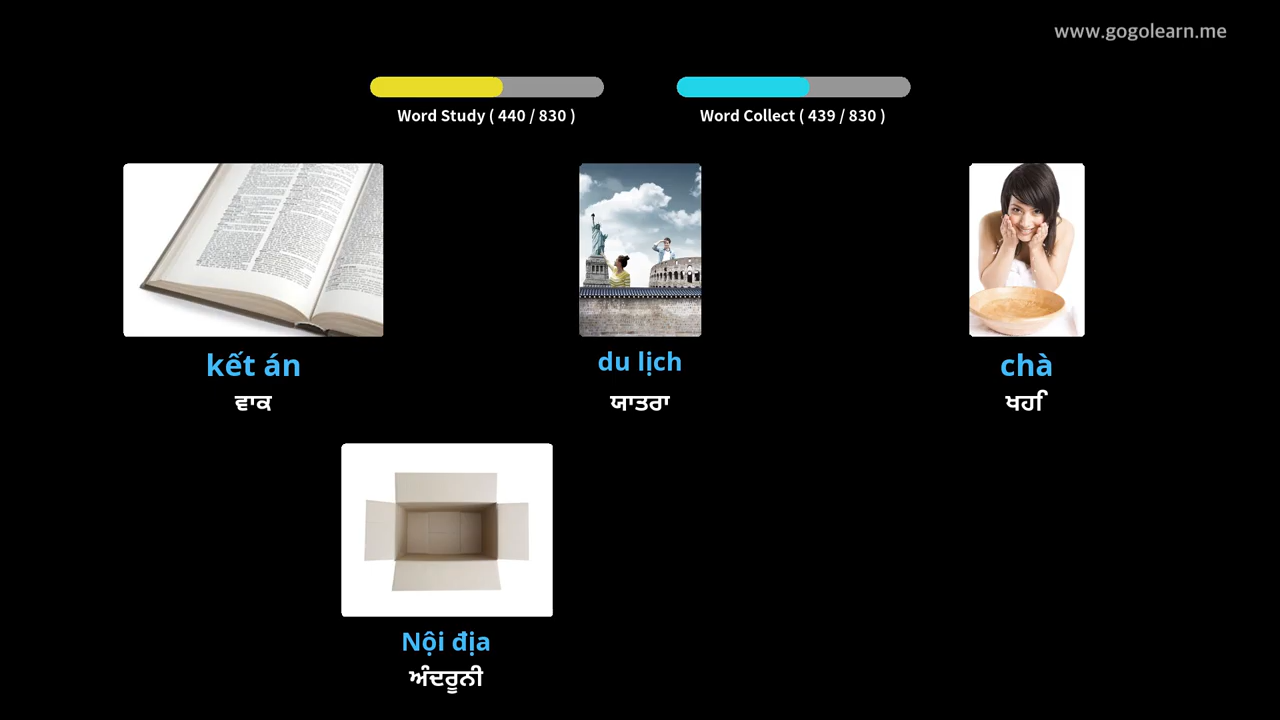 www.gogolearn.me
Word Study ( 440 / 830 )
Word Collect ( 439 / 830 )
kết án
ਵਾਕ
du lịch
ਯਾਤਰਾ
chà
ਖਹਿ
Nội địa
ਅੰਦਰੂਨੀ